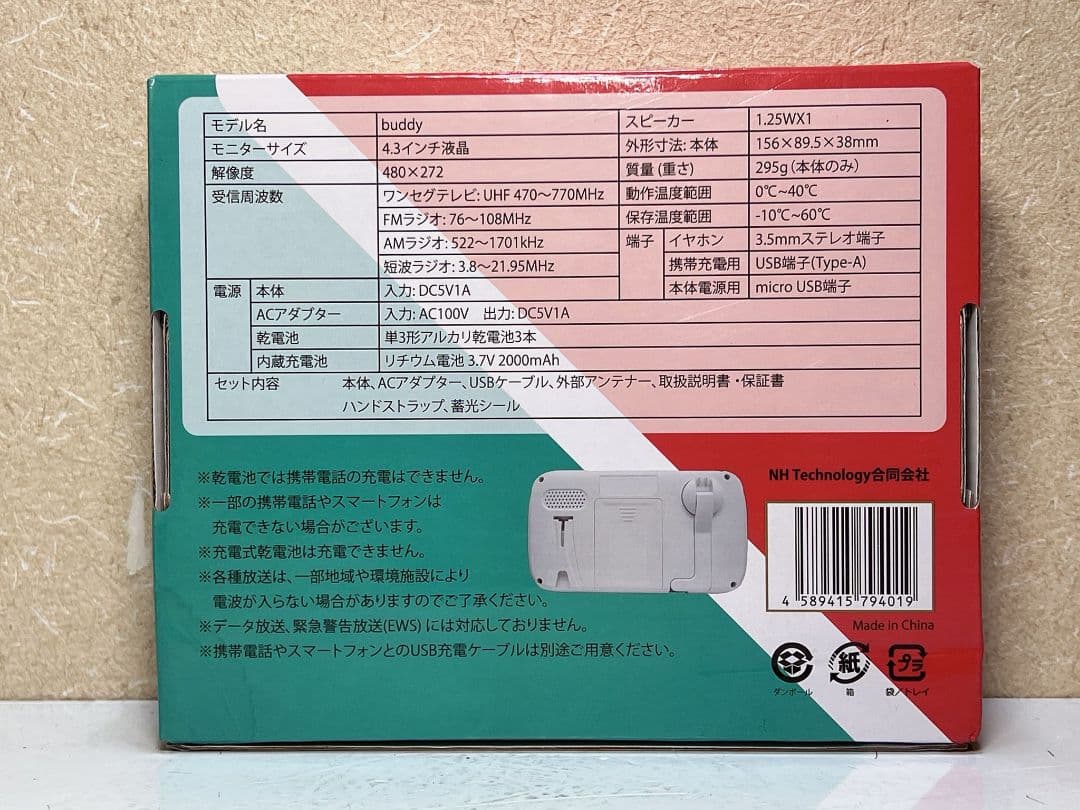 モデル名 buddy スピーカー 1.25WX1
モニターサイズ 4.3インチ液晶 外形寸法: 本体 156×89.5×38mm
解像度 480×272 質量 (重さ) 295g (本体のみ)
受信周波数 ワンセグテレビ: UHF 470〜770MHz 動作温度範囲 0℃~40℃
FMラジオ: 76〜108MHz 保存温度範囲 -10℃~60℃
AMラジオ: 522〜1701kHz 端子 イヤホン 3.5mmステレオ端子
短波ラジオ: 3.8〜21.95MHz 携帯充電用 USB端子(Type-A)
電源 本体 入力: DC5V1A 本体電源用 micro USB端子
ACアダプター 入力: AC100V 出力: DC5V1A
乾電池 単3形アルカリ乾電池3本
内蔵充電池 リチウム電池 3.7V 2000mAh
セット内容 本体、ACアダプター、USBケーブル、外部アンテナー、取扱説明書・保証書
ハンドストラップ、蓄光シール
※乾電池では携帯電話の充電はできません。
※一部の携帯電話やスマートフォンは
充電できない場合がございます。
※充電式乾電池は充電できません。
※各種放送は、一部地域や環境施設により
電波が入らない場合がありますのでご了承ください。
※データ放送、緊急警告放送(EWS) には対応しておりません。
※携帯電話やスマートフォンとのUSB充電ケーブルは別途ご用意ください。
NH Technology合同会社
4 589415 794019
Made in China
紙 プラ
ダンボール 箱 袋/トレイ